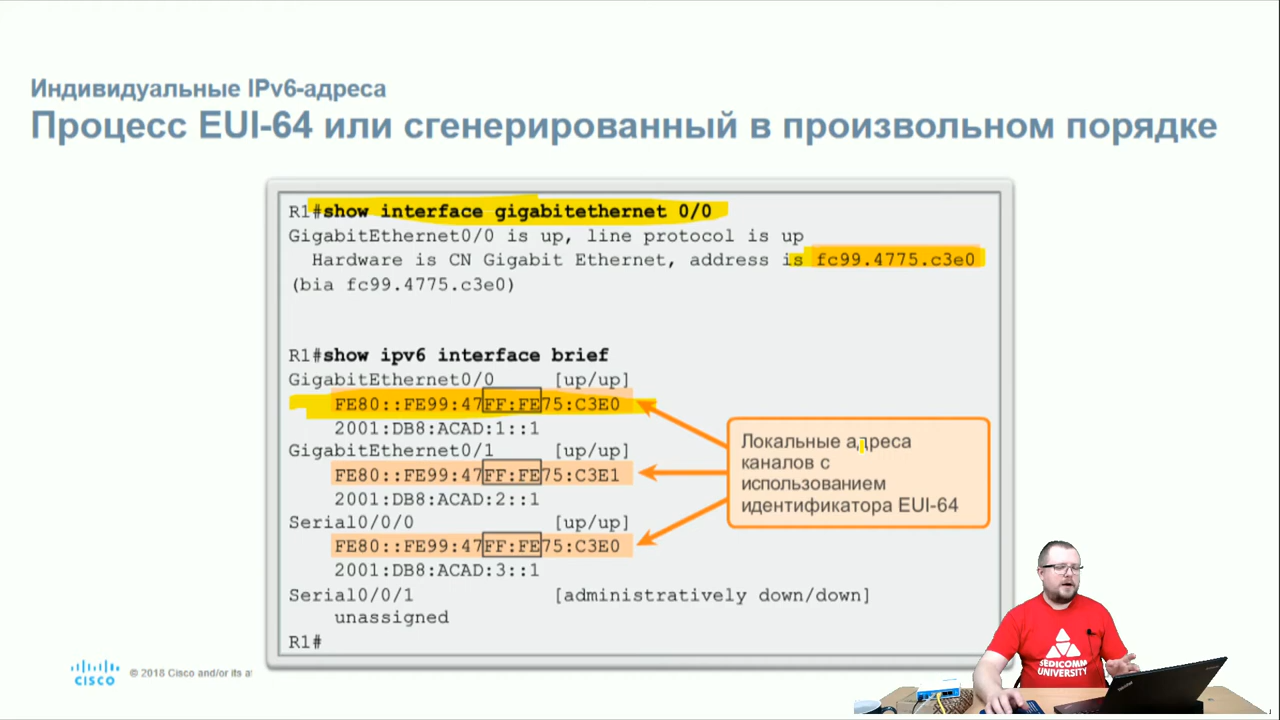 Индивидуальные IPv6-адреса
Процесс EUI-64 или сгенерированный в произвольном порядке
R1#show interface gigabitethernet 0/0
GigabitEthernet0/0 is up, line protocol is up
Hardware is CN Gigabit Ethernet, address is fc99.4775.c3e0
(bia fc99.4775.c3e0)
R1#show ipv6 interface brief
GigabitEthernet0/0 [up/up]
FE80::FE99:47FF:FE75:C3E0
2001:DB8:ACAD:1::1
GigabitEthernet0/1 [up/up]
FE80::FE99:47FF:FE75:C3E1
2001:DB8:ACAD:2::1
Serial0/0/0 [up/up]
FE80::FE99:47FF:FE75:C3E0
2001:DB8:ACAD:3::1
Serial0/0/1 [administratively down/down]
unassigned
R1#
Локальные адреса
каналов с
использованием
идентификатора EUI-64
CISCO
© 2018 Cisco and/or its a
SEDICOMM
UNIVERSITY